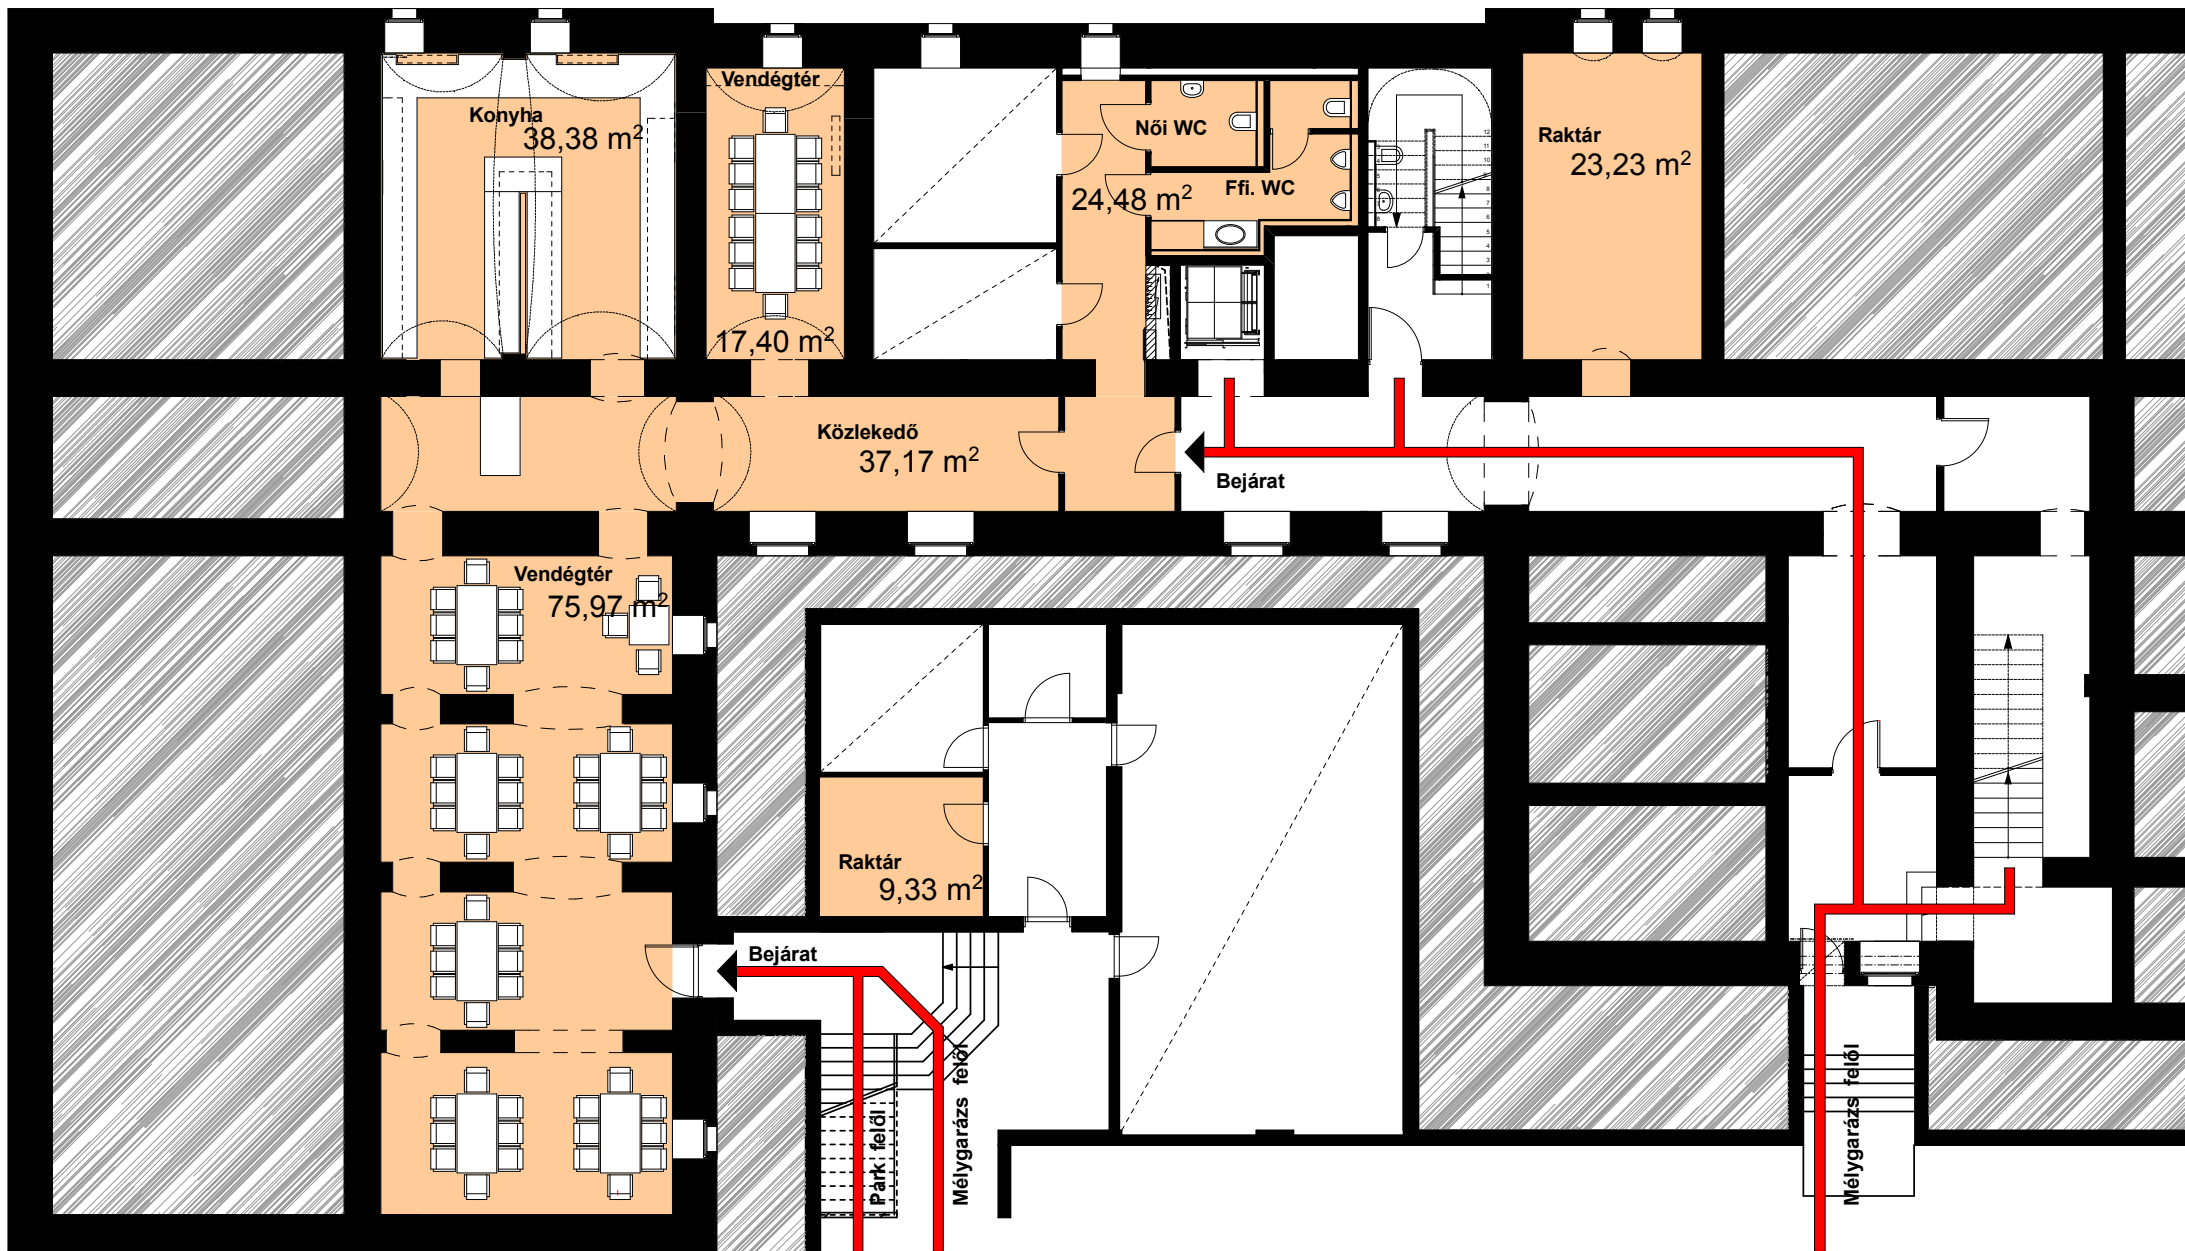 Konyha
38,38 m²
Vendégtér
17,40 m²
Női WC
Ffi. WC
24,48 m²
Raktár
23,23 m²
Közlekedő
37,17 m²
Bejárat
Vendégtér
75,97 m²
Raktár
9,33 m²
Bejárat
Park felől
Mélygarázs felől
Mélygarázs felől